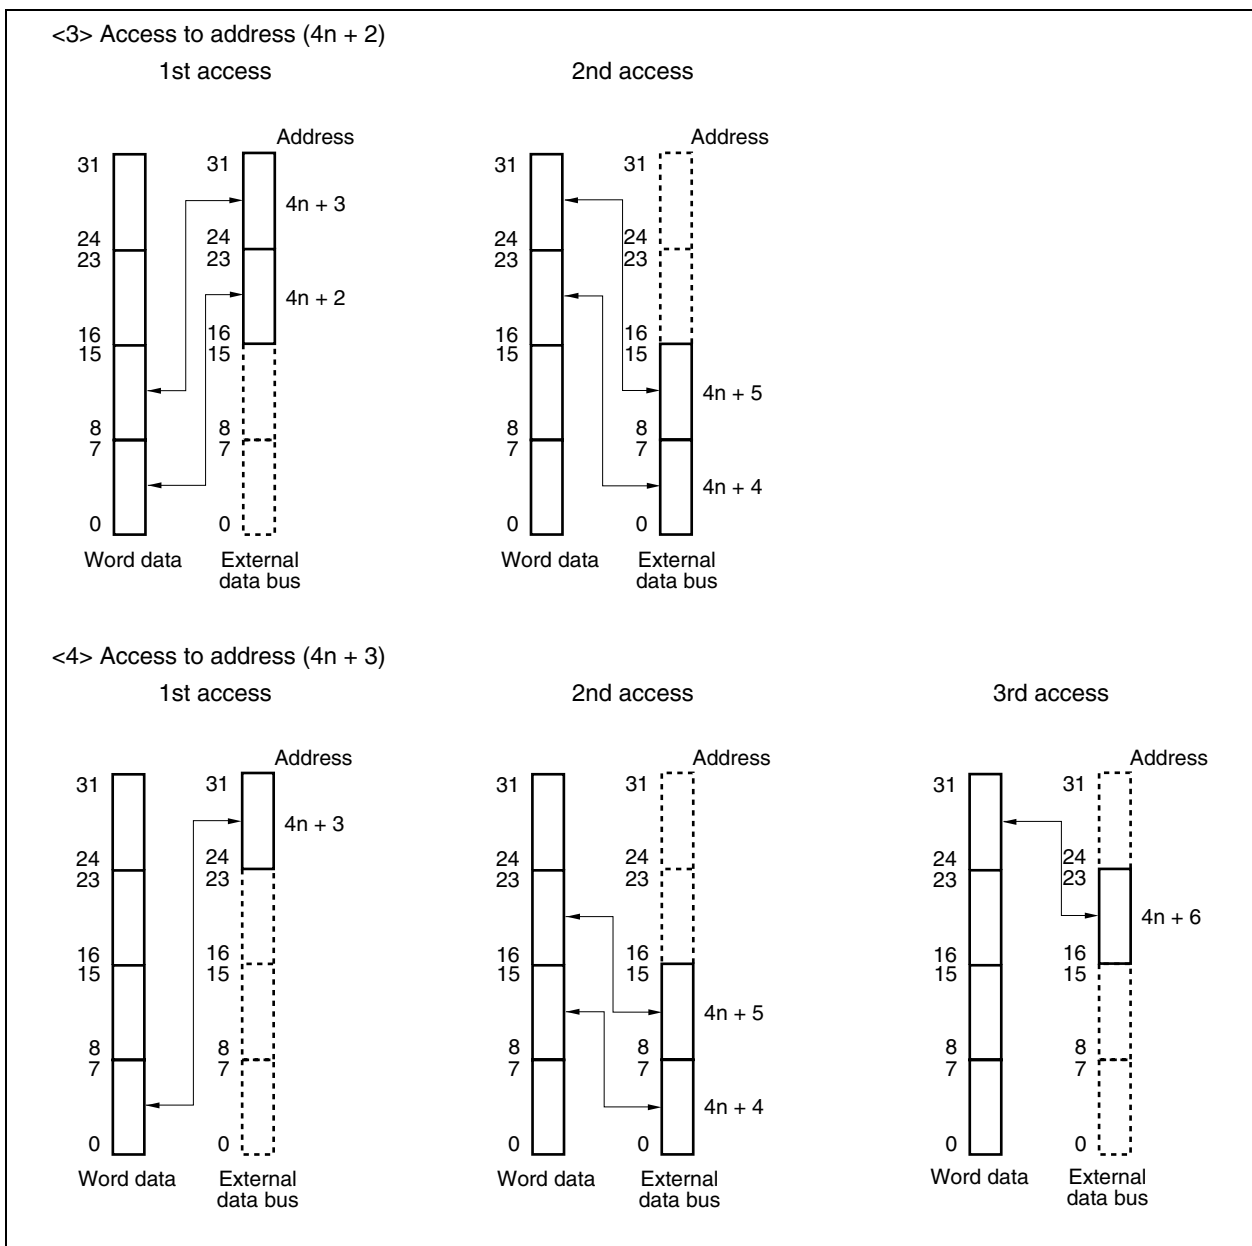 <3> Access to address (4n + 2)
1st access
2nd access
Address
Address
31
31
31
31
4n + 3
24
24
24
24
23
23
23
23
4n + 2
16
16
16
16
15
15
15
15
4n + 5
8
8
8
8
7
7
7
7
4n + 4
0
0
0
0
Word data
External
data bus
Word data
External
data bus
<4> Access to address (4n + 3)
1st access
2nd access
3rd access
Address
Address
Address
31
31
31
31
31
31
4n + 3
24
24
24
24
24
24
23
23
23
23
23
23
4n + 6
16
16
16
16
16
16
15
15
15
15
15
15
4n + 5
8
8
8
8
8
8
7
7
7
7
7
7
4n + 4
0
0
0
0
0
0
Word data
External
data bus
Word data
External
data bus
Word data
External
data bus